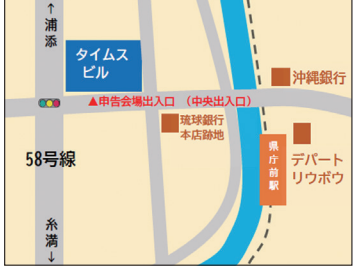 ↑
浦添
タイムス
ビル
沖縄銀行
▲申告会場出入口 （中央出入口）
琉球銀行
本店跡地
県庁前駅
デパート
リウボウ
58号線
糸満
↓